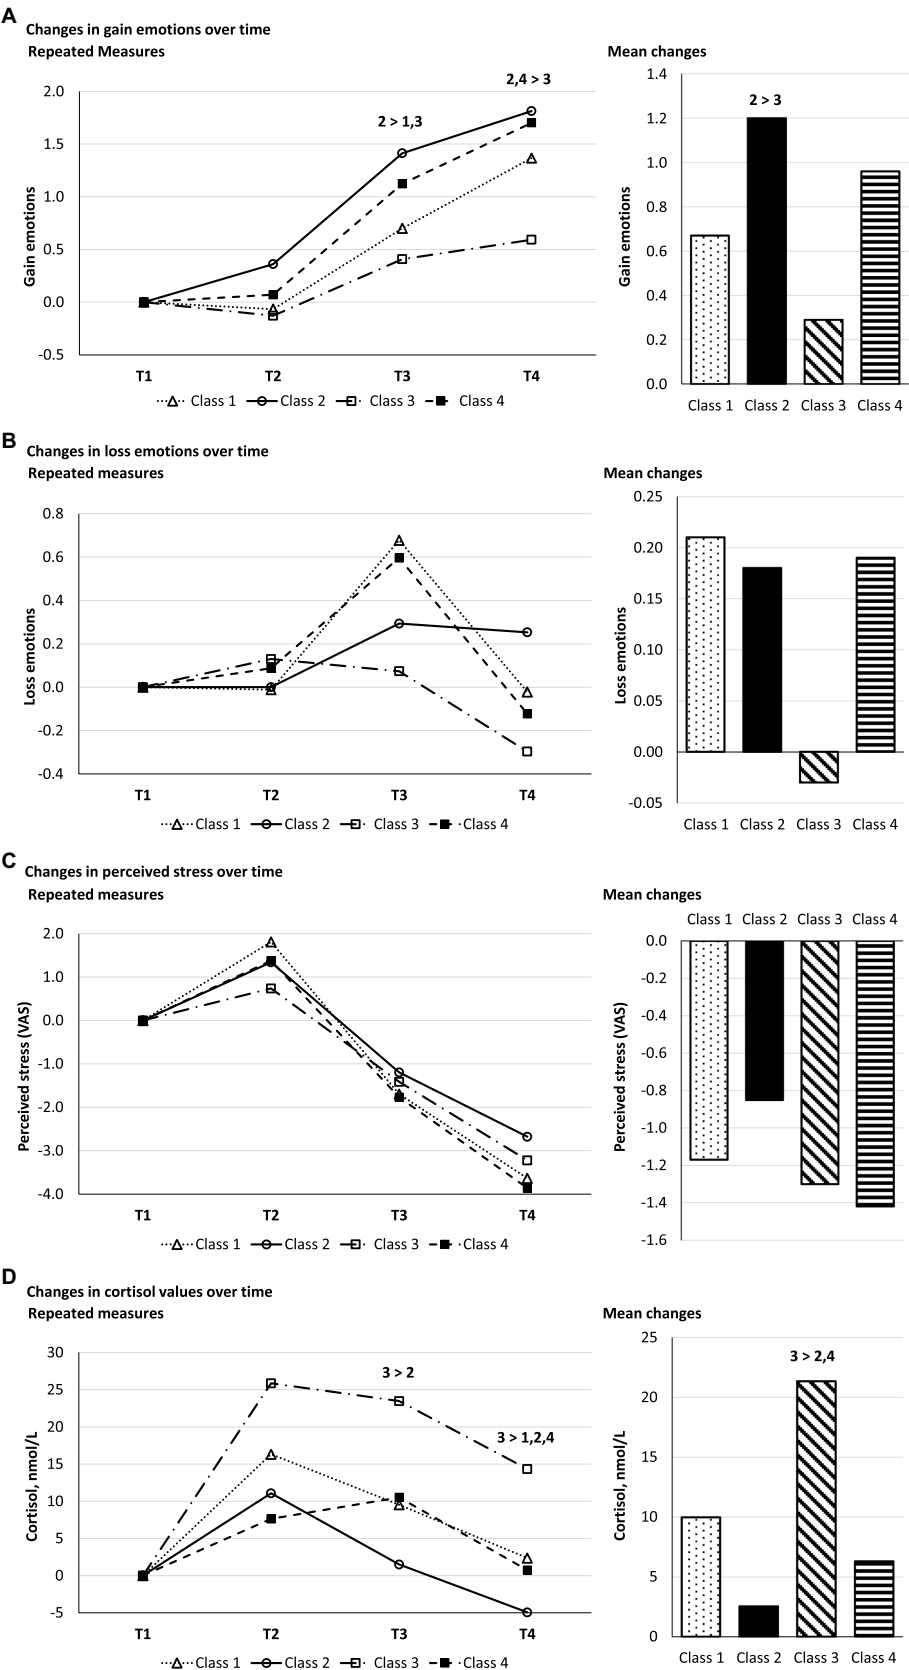 A
Changes in gain emotions over time
Repeated Measures
Mean changes
2.0
1.5
1.0
0.5
0.0
-0.5
Gain emotions
2 > 1,3
2,4 > 3
T1 T2 T3 T4
Class 1 Class 2 Class 3 Class 4
1.4
1.2
1.0
0.8
0.6
0.4
0.2
0.0
Gain emotions
2 > 3
Class 1 Class 2 Class 3 Class 4
B
Changes in loss emotions over time
Repeated measures
Mean changes
0.8
0.6
0.4
0.2
0.0
-0.2
-0.4
Loss emotions
T1 T2 T3 T4
Class 1 Class 2 Class 3 Class 4
0.25
0.20
0.15
0.10
0.05
0.00
-0.05
Loss emotions
Class 1 Class 2 Class 3 Class 4
C
Changes in perceived stress over time
Repeated measures
Mean changes
2.0
1.0
0.0
-1.0
-2.0
-3.0
-4.0
Perceived stress (VAS)
T1 T2 T3 T4
Class 1 Class 2 Class 3 Class 4
Class 1 Class 2 Class 3 Class 4
0.0
-0.2
-0.4
-0.6
-0.8
-1.0
-1.2
-1.4
-1.6
Perceived stress (VAS)
D
Changes in cortisol values over time
Repeated measures
Mean changes
30
25
20
15
10
5
0
-5
Cortisol, nmol/L
3 > 2
3 > 1,2,4
T1 T2 T3 T4
Class 1 Class 2 Class 3 Class 4
25
20
15
10
5
0
Cortisol, nmol/L
3 > 2,4
Class 1 Class 2 Class 3 Class 4